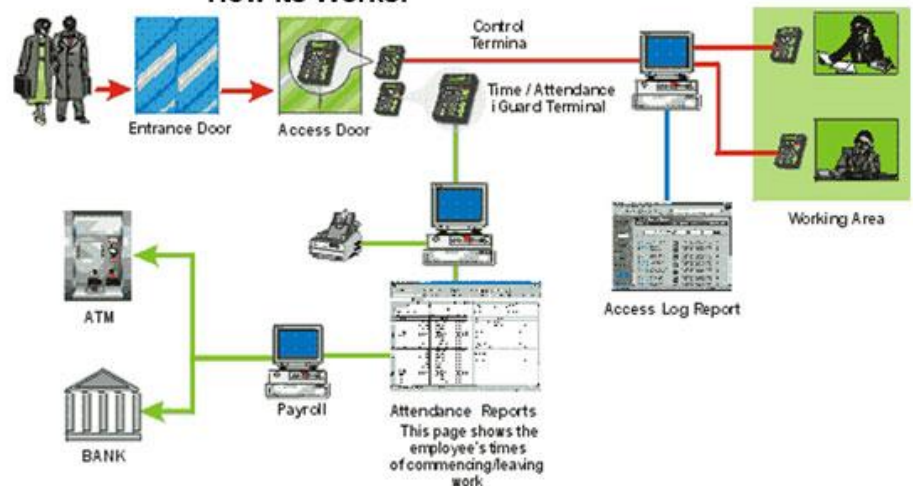 How its Works:
Control
Termina
Time / Attendance
i Guard Terminal
Entrance Door
Access Door
Working Area
Access Log Report
ATM
BANK
Payroll
Attendance Reports
This page shows the
employee's times
of commencing/leaving
work